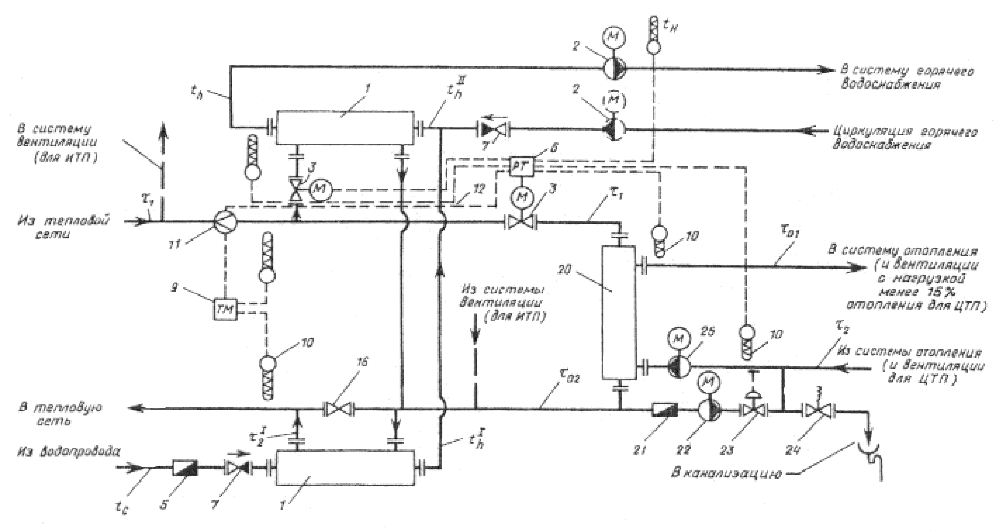 t_н
M
2
В систему горячего
водоснабжения
t_h
1
t_h^II
2
(M)
В систему
вентиляции
(для ИТП)
7
Циркуляция горячего
водоснабжения
6
РТ
3
M
12
M
3
τ_1
τ_1
Из тепловой
сети
11
10
τ_01
В систему отопления
(и вентиляции
с нагрузкой
менее 15%
отопления для ЦТП)
20
9
ТМ
Из системы
вентиляции
(для ИТП)
10
16
M
25
10
τ_2
Из системы отопления
(и вентиляции
для ЦТП)
M
τ_02
В тепловую
сеть
τ_2^I
t_h^I
Из водопровода
21
22
23
24
В канализацию
t_c
5
7
1